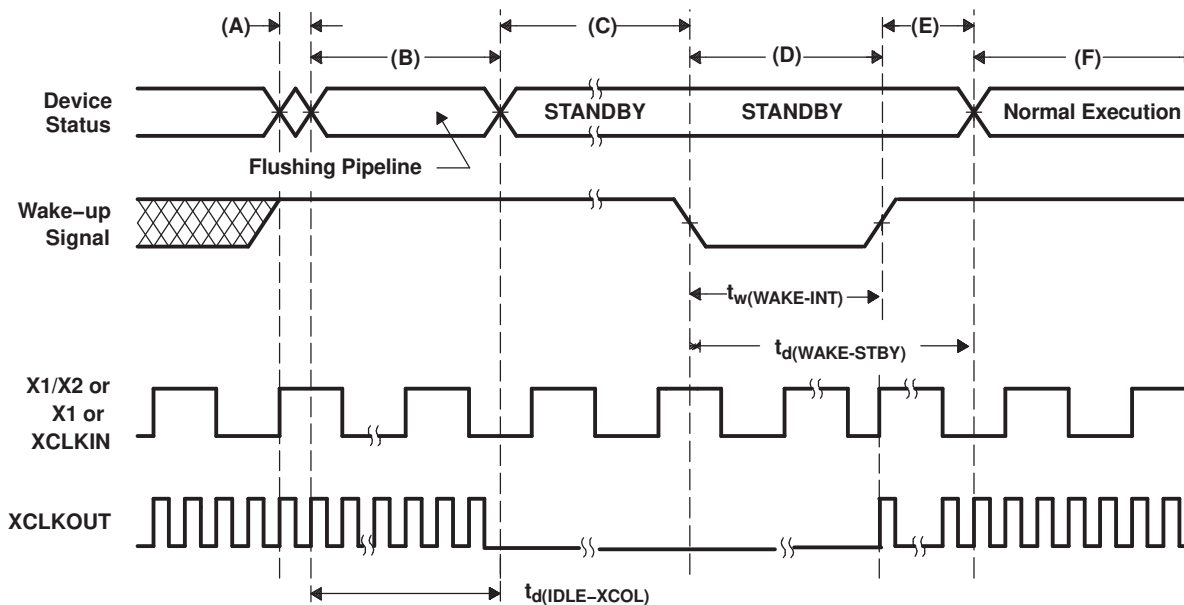 (A)
(B)
(C)
(D)
(E)
(F)
Device
Status
STANDBY
STANDBY
Normal Execution
Flushing Pipeline
Wake−up
Signal
tw(WAKE-INT)
td(WAKE-STBY)
X1/X2 or
X1 or
XCLKIN
XCLKOUT
td(IDLE−XCOL)